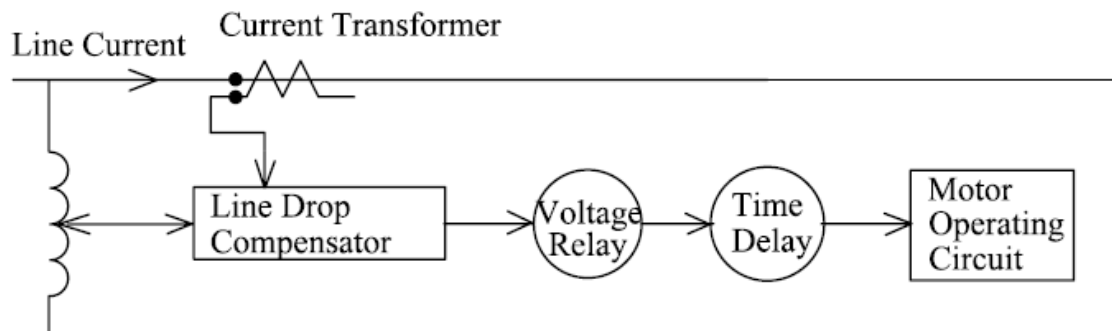 Current Transformer
Line Current
Line Drop
Compensator
Voltage
Relay
Time
Delay
Motor
Operating
Circuit